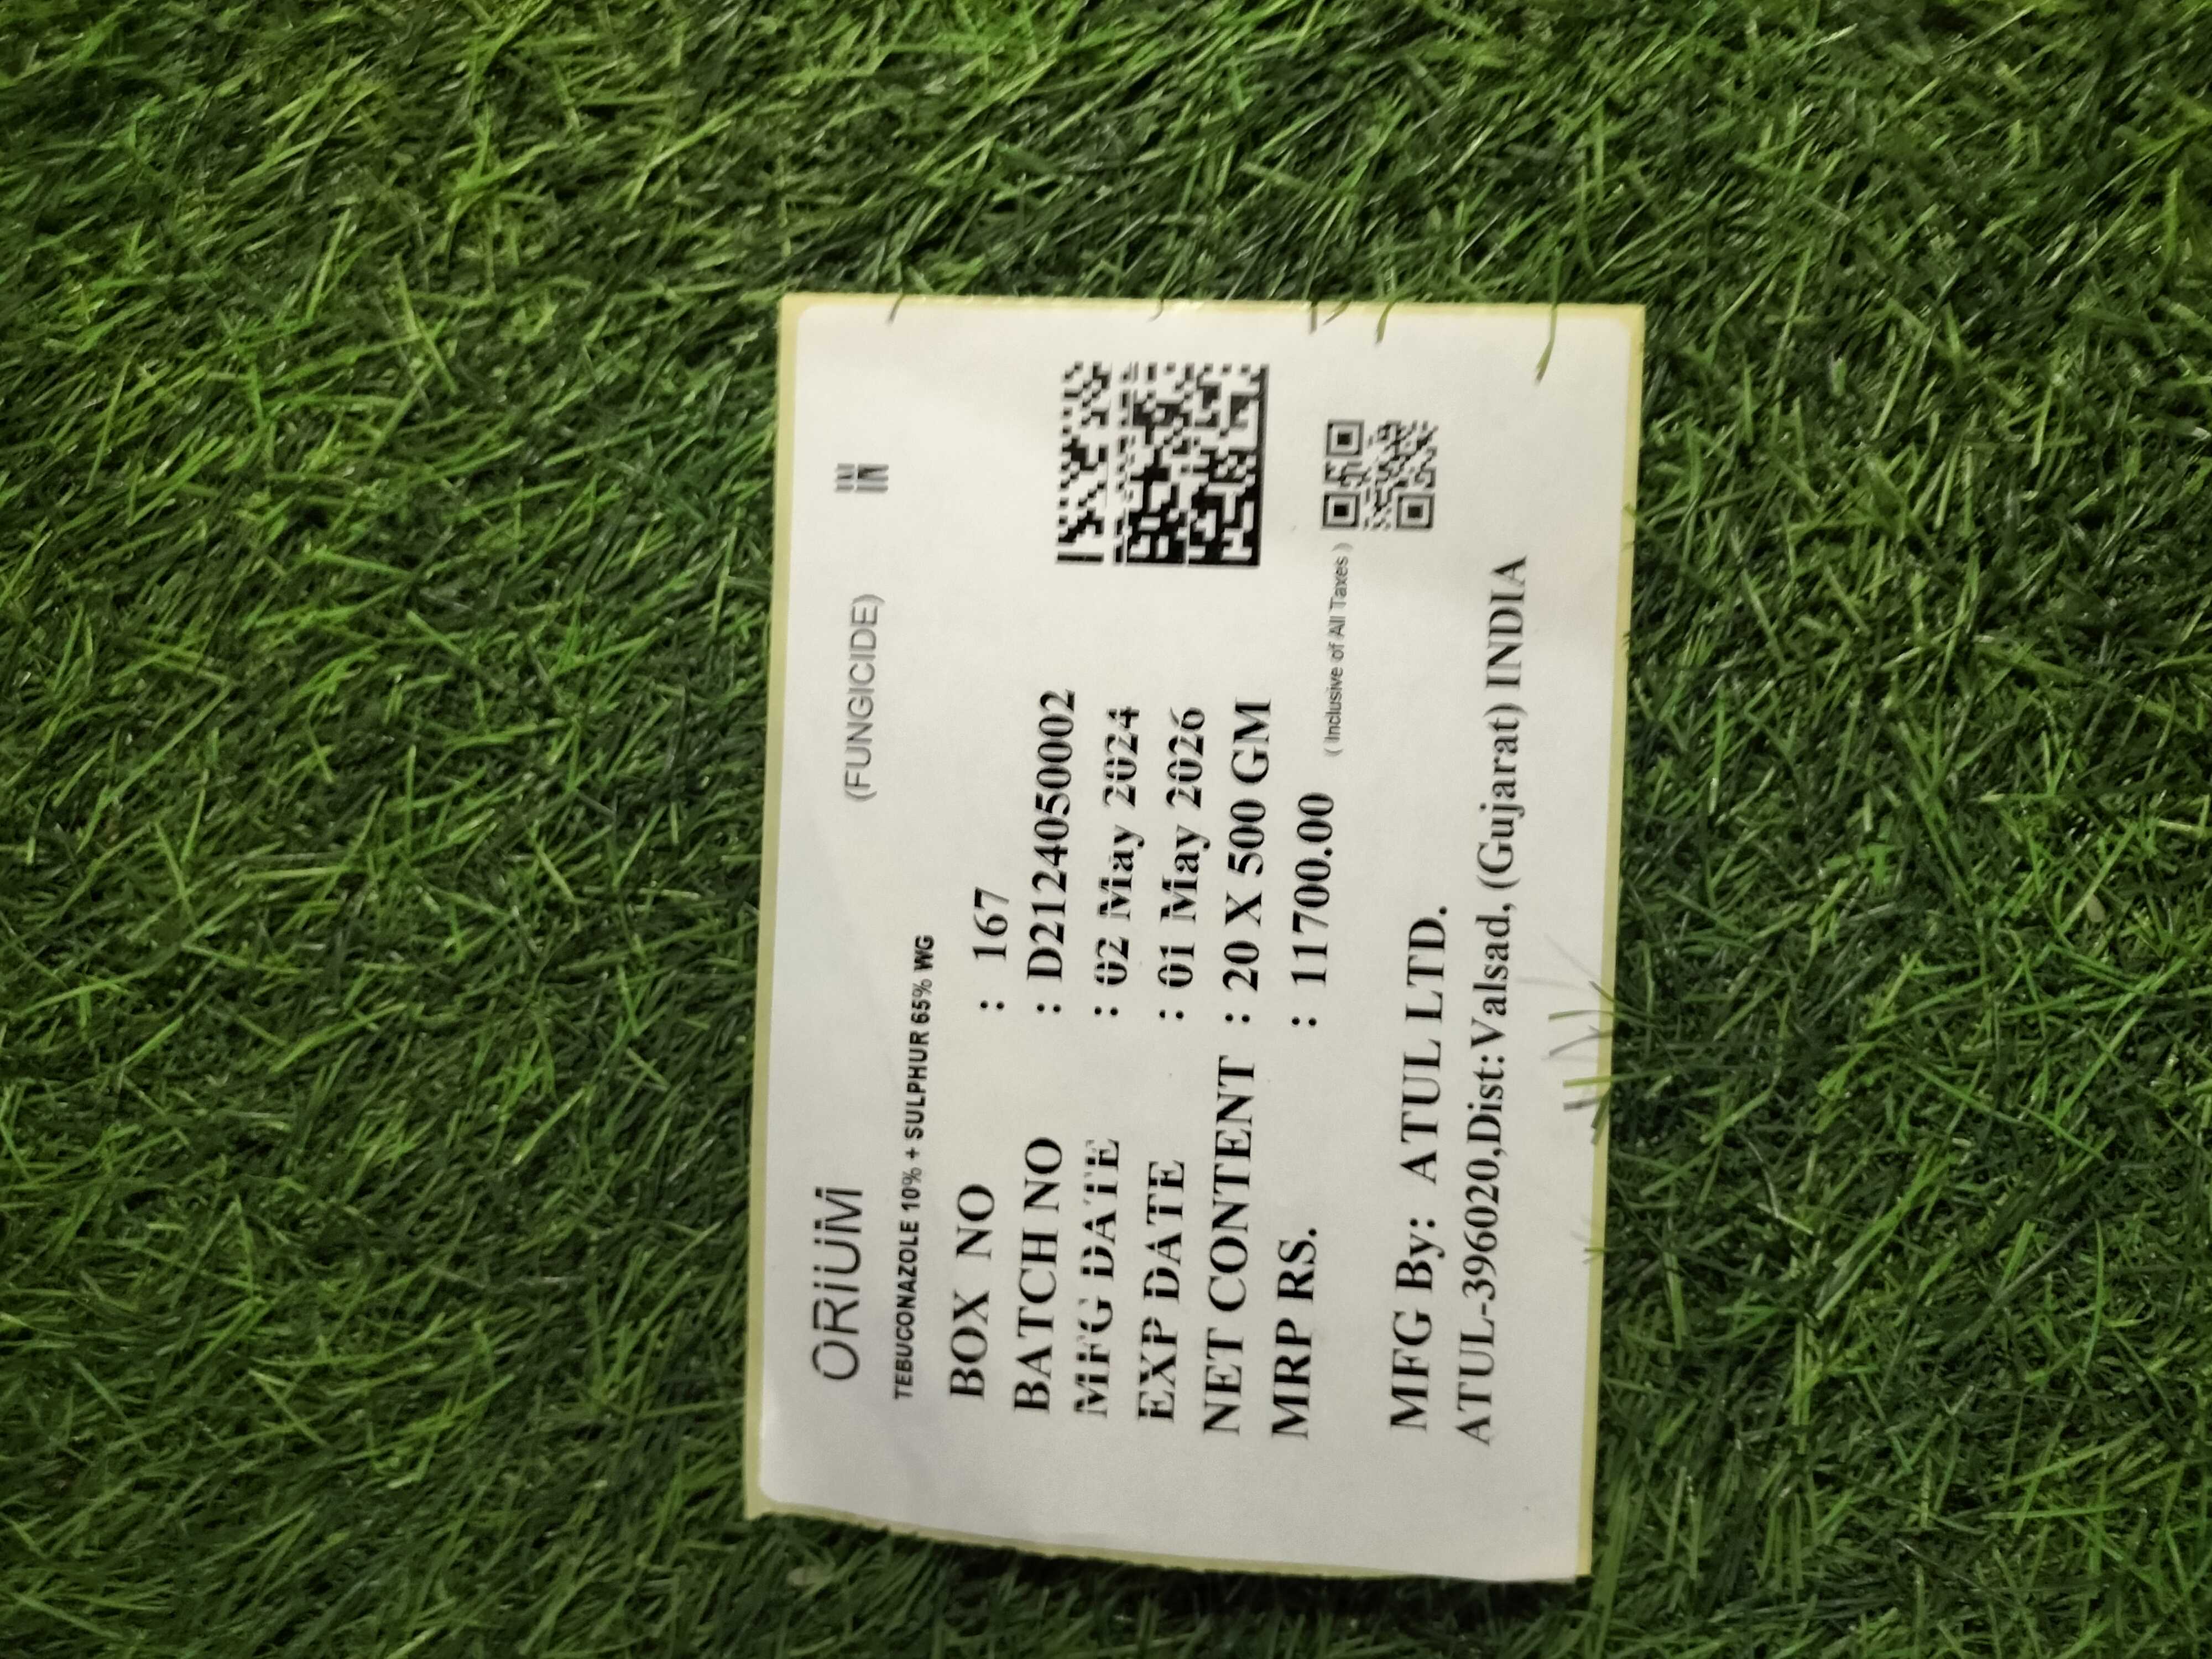 ORIUM (FUNGICIDE) IN
TEBUCONAZOLE 10% + SULPHUR 65% WG
BOX NO : 167
BATCH NO : D2124050002
MFG DATE : 02 May 2024
EXP DATE : 01 May 2026
NET CONTENT : 20 X 500 GM
MRP RS. : 11700.00 ( Inclusive of All Taxes )
MFG By: ATUL LTD.
ATUL-396020,Dist:Valsad, (Gujarat) INDIA